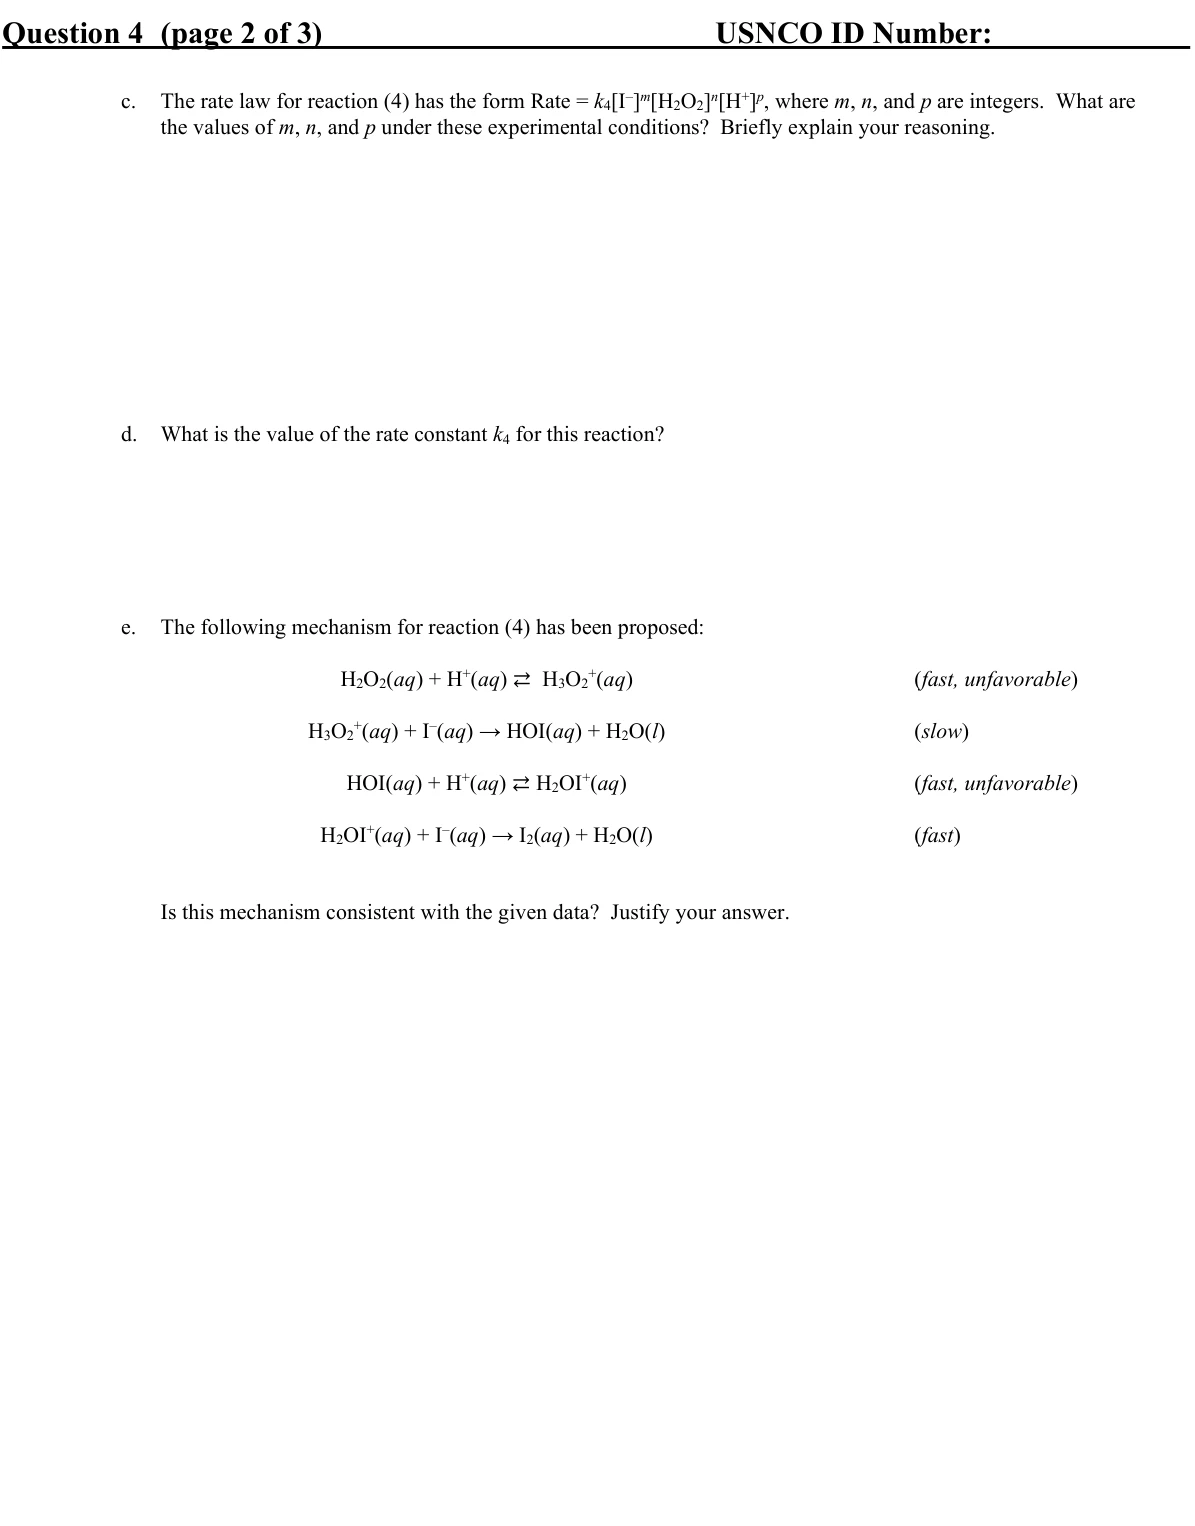 Question 4 (page 2 of 3) USNCO ID Number:
c. The rate law for reaction (4) has the form Rate = k₄[I⁻]ᵐ[H₂O₂]ⁿ[H⁺]ᵖ, where m, n, and p are integers. What are
the values of m, n, and p under these experimental conditions? Briefly explain your reasoning.
d. What is the value of the rate constant k₄ for this reaction?
e. The following mechanism for reaction (4) has been proposed:
H₂O₂(aq) + H⁺(aq) ⇄ H₃O₂⁺(aq) (fast, unfavorable)
H₃O₂⁺(aq) + I⁻(aq) → HOI(aq) + H₂O(l) (slow)
HOI(aq) + H⁺(aq) ⇄ H₂OI⁺(aq) (fast, unfavorable)
H₂OI⁺(aq) + I⁻(aq) → I₂(aq) + H₂O(l) (fast)
Is this mechanism consistent with the given data? Justify your answer.